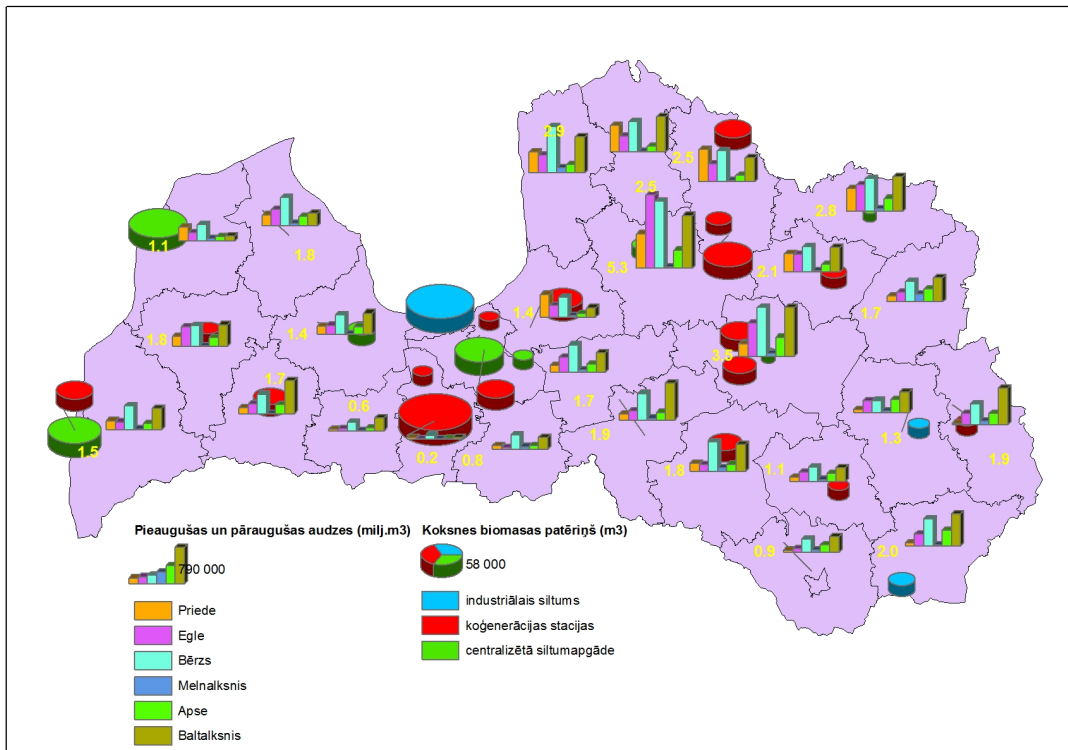 2.9
2.5
2.5
2.8
1.1
1.8
5.3
2.1
1.7
1.8
1.4
1.4
3.8
1.7
0.6
1.7
1.9
1.3
1.5
0.2
0.8
1.8
1.1
1.9
0.9
2.0
Pieaugušas un pāraugušas audzes (milj.m3)
790 000
Priede
Egle
Bērzs
Melnalksnis
Apse
Baltalksnis
Koksnes biomasas patēriņš (m3)
58 000
industriālais siltums
koģenerācijas stacijas
centralizētā siltumapgāde